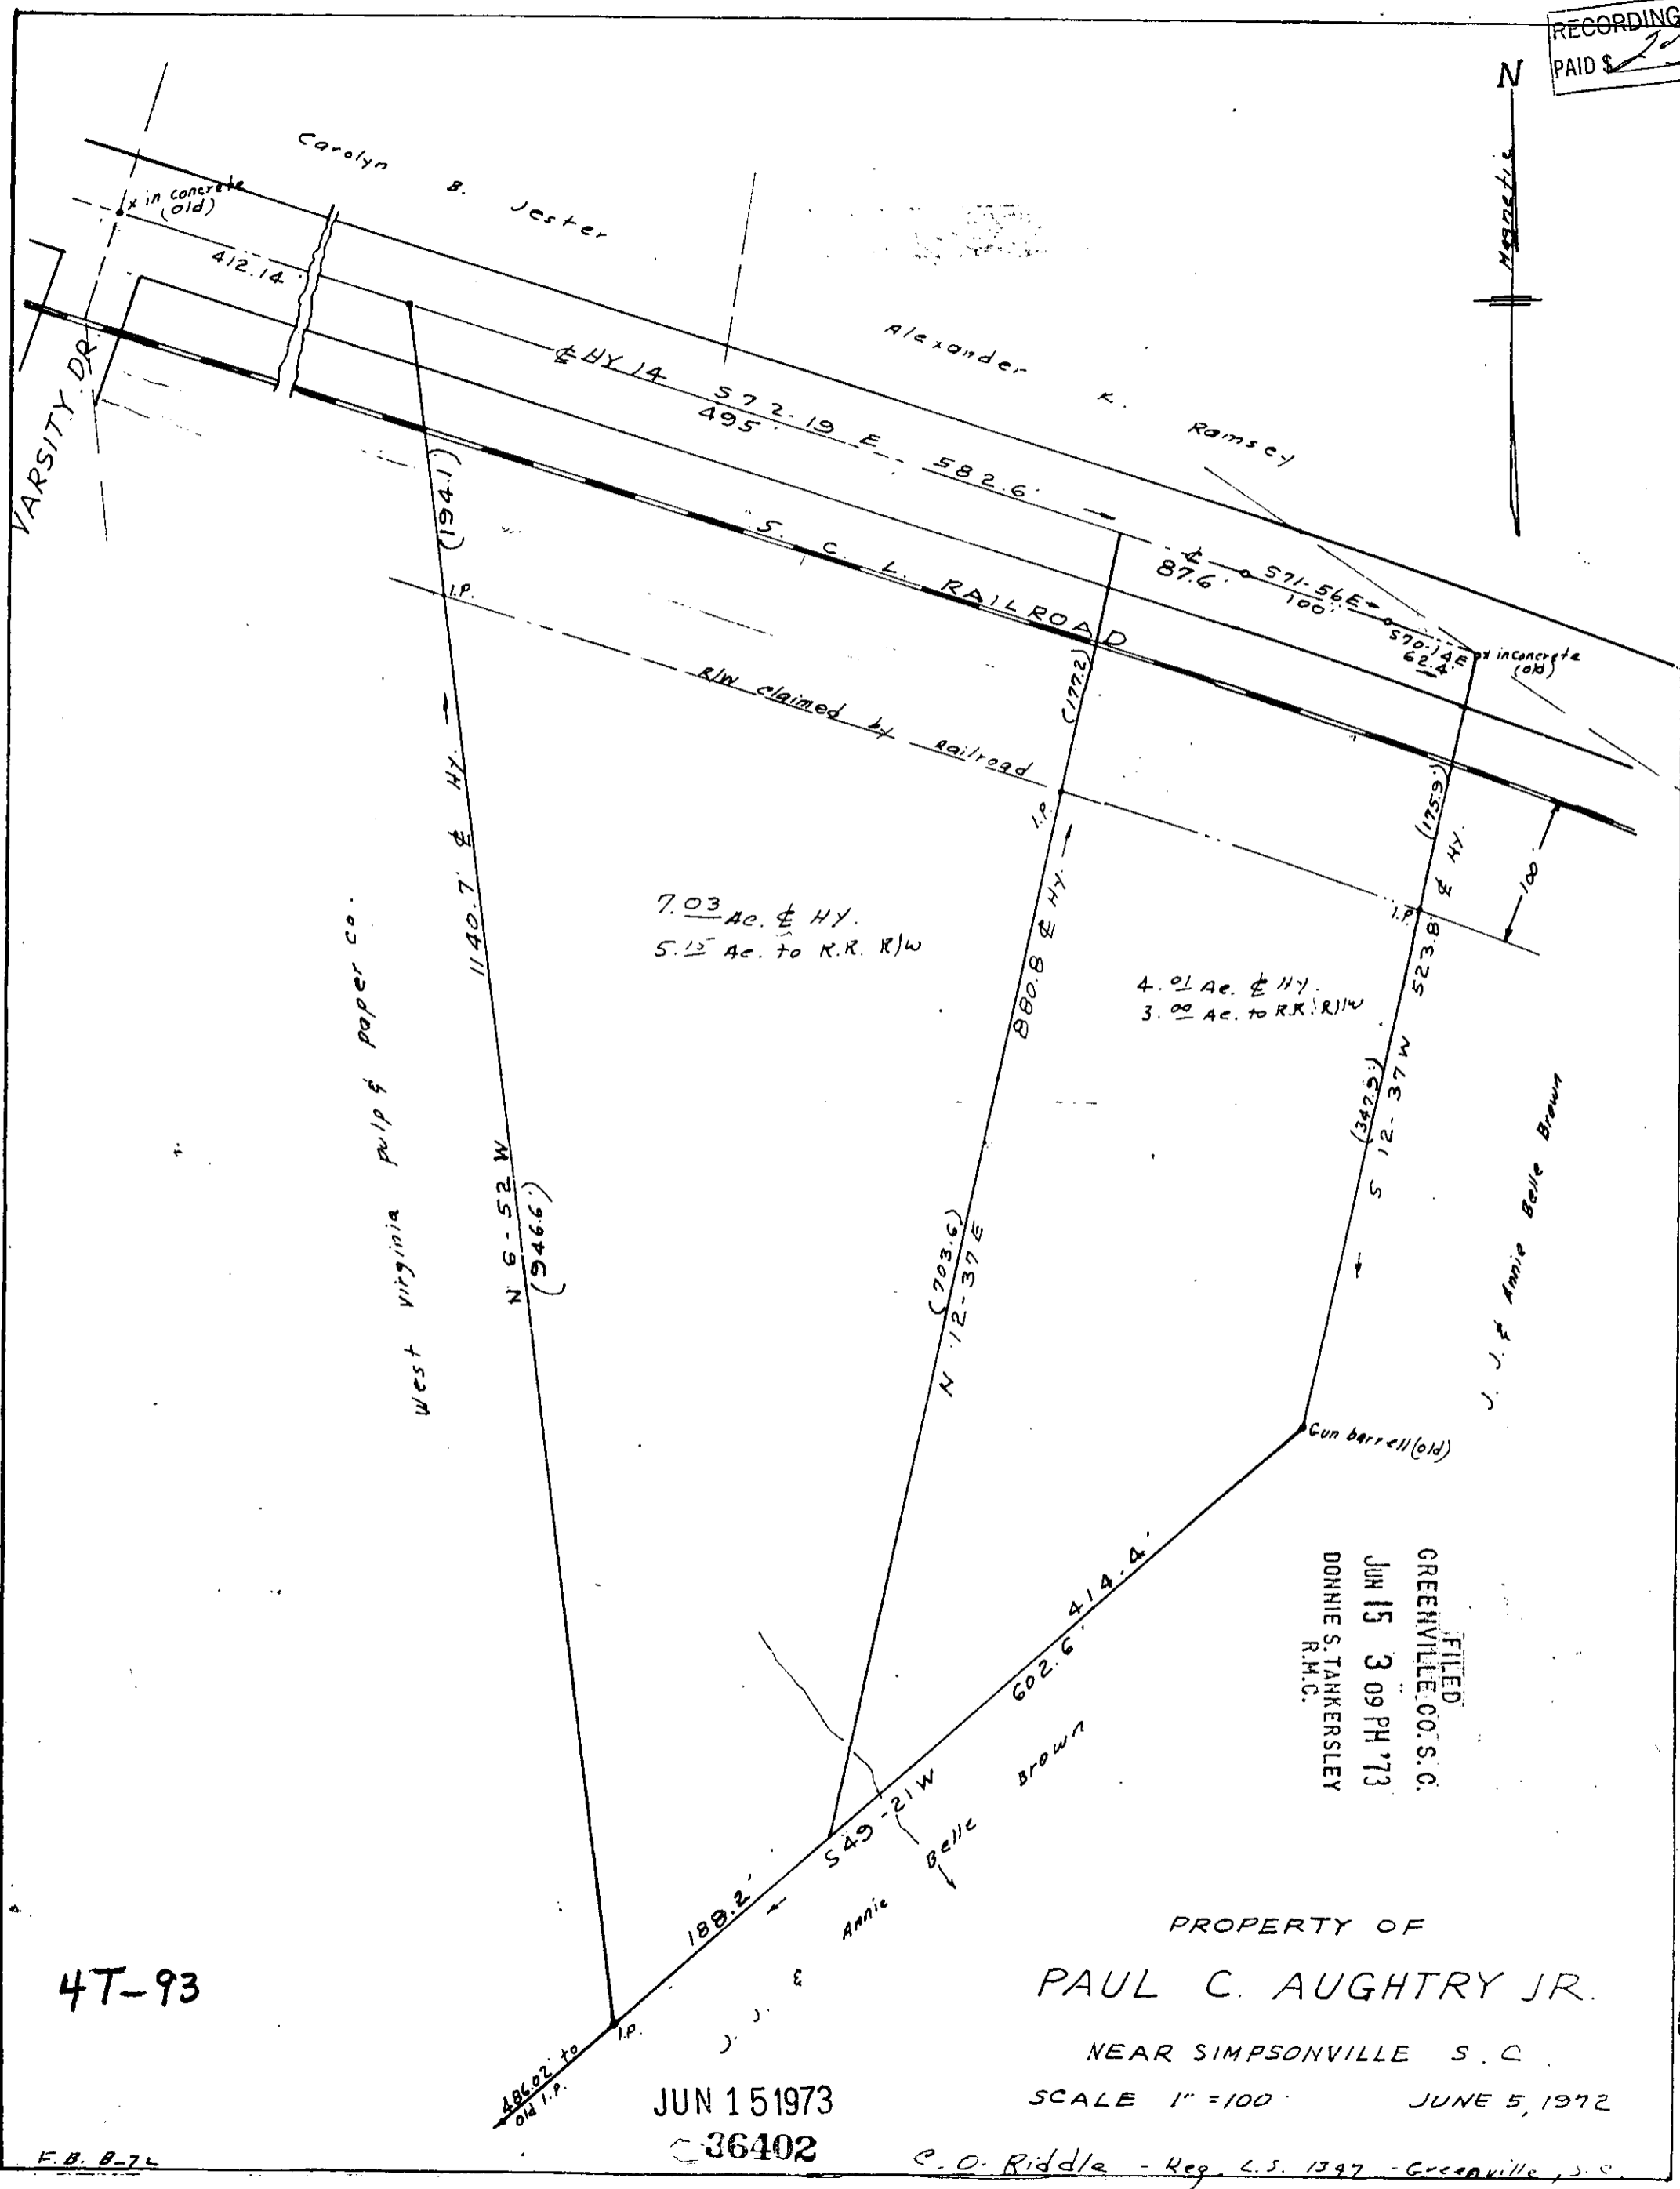 RECORDING
PAID $
N
Magnetic
Carolyn B. Jester
x in concrete
(old)
412.14'
VARSITY DR.
Alexander K. Ramsey
℄ HY 14 S 72-19 E
495'
582.6'
℄
87.6'
S71-56E
100'
S70-14E
62.4'
x in concrete
(old)
S. C. L. RAILROAD
(194.1')
I.P.
R/W claimed by Railroad
(177.2)
I.P.
(175.9')
100'
I.P.
1140.7' ℄ HY.
N 6-52 W
(946.6')
West Virginia pulp & paper co.
7.03 Ac. ℄ HY.
5.15 Ac. to R.R. R/W
880.8 ℄ HY.
(703.6)
N 12-37 E
4.01 Ac. ℄ HY.
3.00 Ac. to R.R. R/W
523.8' ℄ HY.
(347.9')
S 12-37 W
J. J. & Annie Belle Brown
Gun barrell (old)
414.4'
602.6'
S49-21W
188.2'
J. J. & Annie Belle Brown
I.P.
486.02' to
old I.P.
FILED
GREENVILLE CO. S. C.
JUN 15 3 09 PM '73
DONNIE S. TANKERSLEY
R.M.C.
4T-93
PROPERTY OF
PAUL C. AUGHTRY JR.
NEAR SIMPSONVILLE S. C.
SCALE 1" = 100' JUNE 5, 1972
JUN 15 1973
36402
F. B. B-72
C. O. Riddle - Reg. L.S. 1347 - Greenville, S. C.